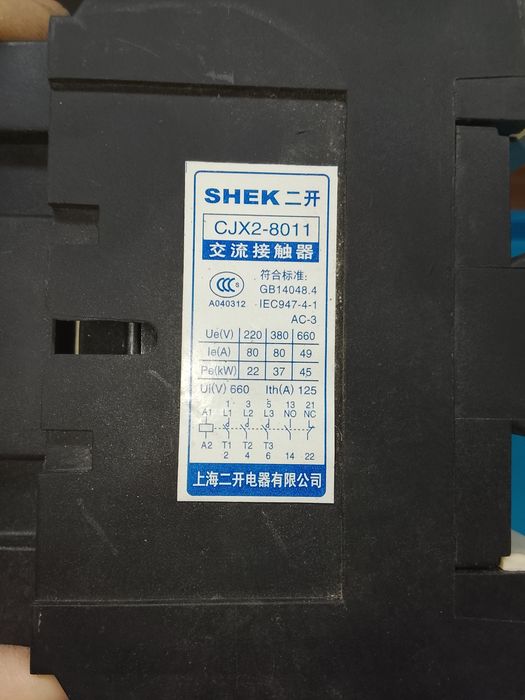 SHEK 二开
CJX2-8011
交流接触器
CCC S
符合标准:
GB14048.4
A040312 IEC947-4-1
AC-3
Ue(V) 220 380 660
Ie(A) 80 80 49
Pe(kW) 22 37 45
Ui(V) 660 Ith(A) 125
1 3 5 13 21
A1 L1 L2 L3 NO NC
A2 T1 T2 T3
2 4 6 14 22
上海二开电器有限公司